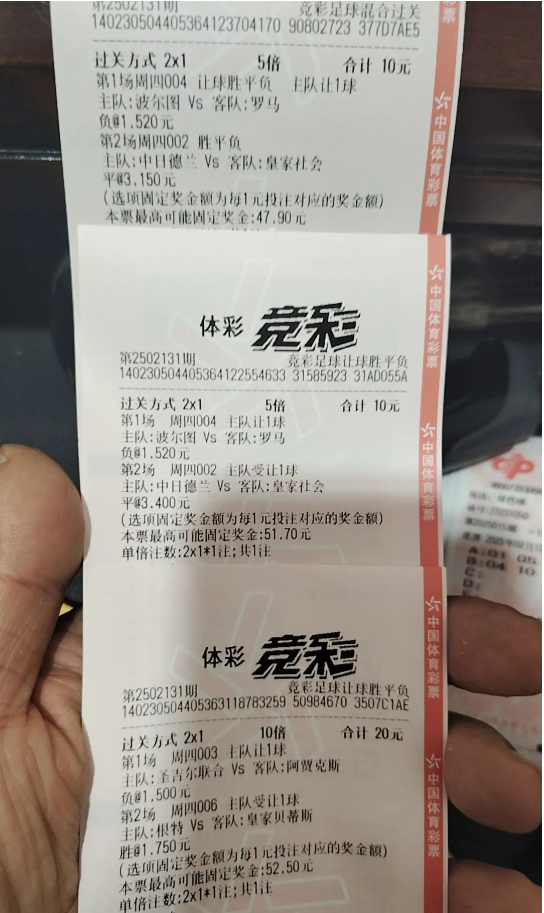 第2502131期 竞彩足球混合过关
140230504405364123704170 90802723 377D7AE5
过关方式 2x1 5倍 合计 10元
第1场周四004 让球胜平负 主队让1球
主队:波尔图 Vs 客队:罗马
负@1.520元
第2场周四002 胜平负
主队:中日德兰 Vs 客队:皇家社会
平@3.150元
(选项固定奖金额为每1元投注对应的奖金额)
本票最高可能固定奖金:47.90元
中国体育彩票
体彩 竞彩
第2502131期 竞彩足球让球胜平负
140230504405364122554633 31585923 31AD055A
过关方式 2x1 5倍 合计 10元
第1场 周四004 主队让1球
主队:波尔图 Vs 客队:罗马
负@1.520元
第2场 周四002 主队受让1球
主队:中日德兰 Vs 客队:皇家社会
平@3.400元
(选项固定奖金额为每1元投注对应的奖金额)
本票最高可能固定奖金:51.70元
单倍注数:2x1*1注;共1注
中国体育彩票
中国体育彩票
体彩 竞彩
第2502131期 竞彩足球让球胜平负
140230504405363118783259 50984670 3507C1AE
过关方式 2x1 10倍 合计 20元
第1场 周四003 主队让1球
主队:圣吉尔联合 Vs 客队:阿贾克斯
负@1.500元
第2场 周四006 主队受让1球
主队:根特 Vs 客队:皇家贝蒂斯
胜@1.750元
(选项固定奖金额为每1元投注对应的奖金额)
本票最高可能固定奖金:52.50元
单倍注数:2x1*1注;共1注
中国体育彩票
中国体育彩票
A:01 05
B:04 10
C:
D: